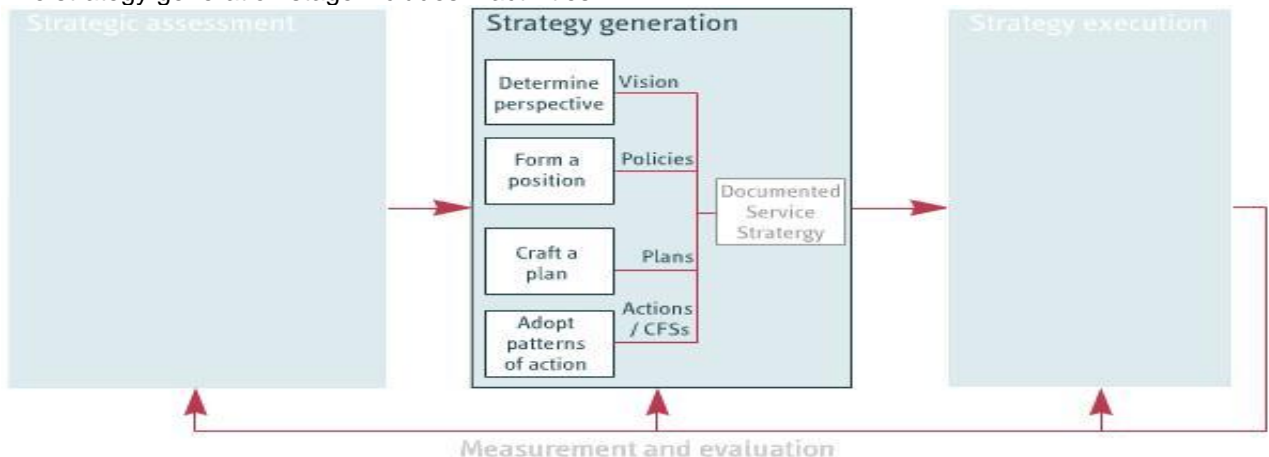 Strategic assessment
Strategy generation
Strategy execution
Determine
perspective
Vision
Form a
position
Policies
Documented
Service
Stratergy
Craft a
plan
Plans
Actions
/ CFSs
Adopt
patterns
of action
Measurement and evaluation